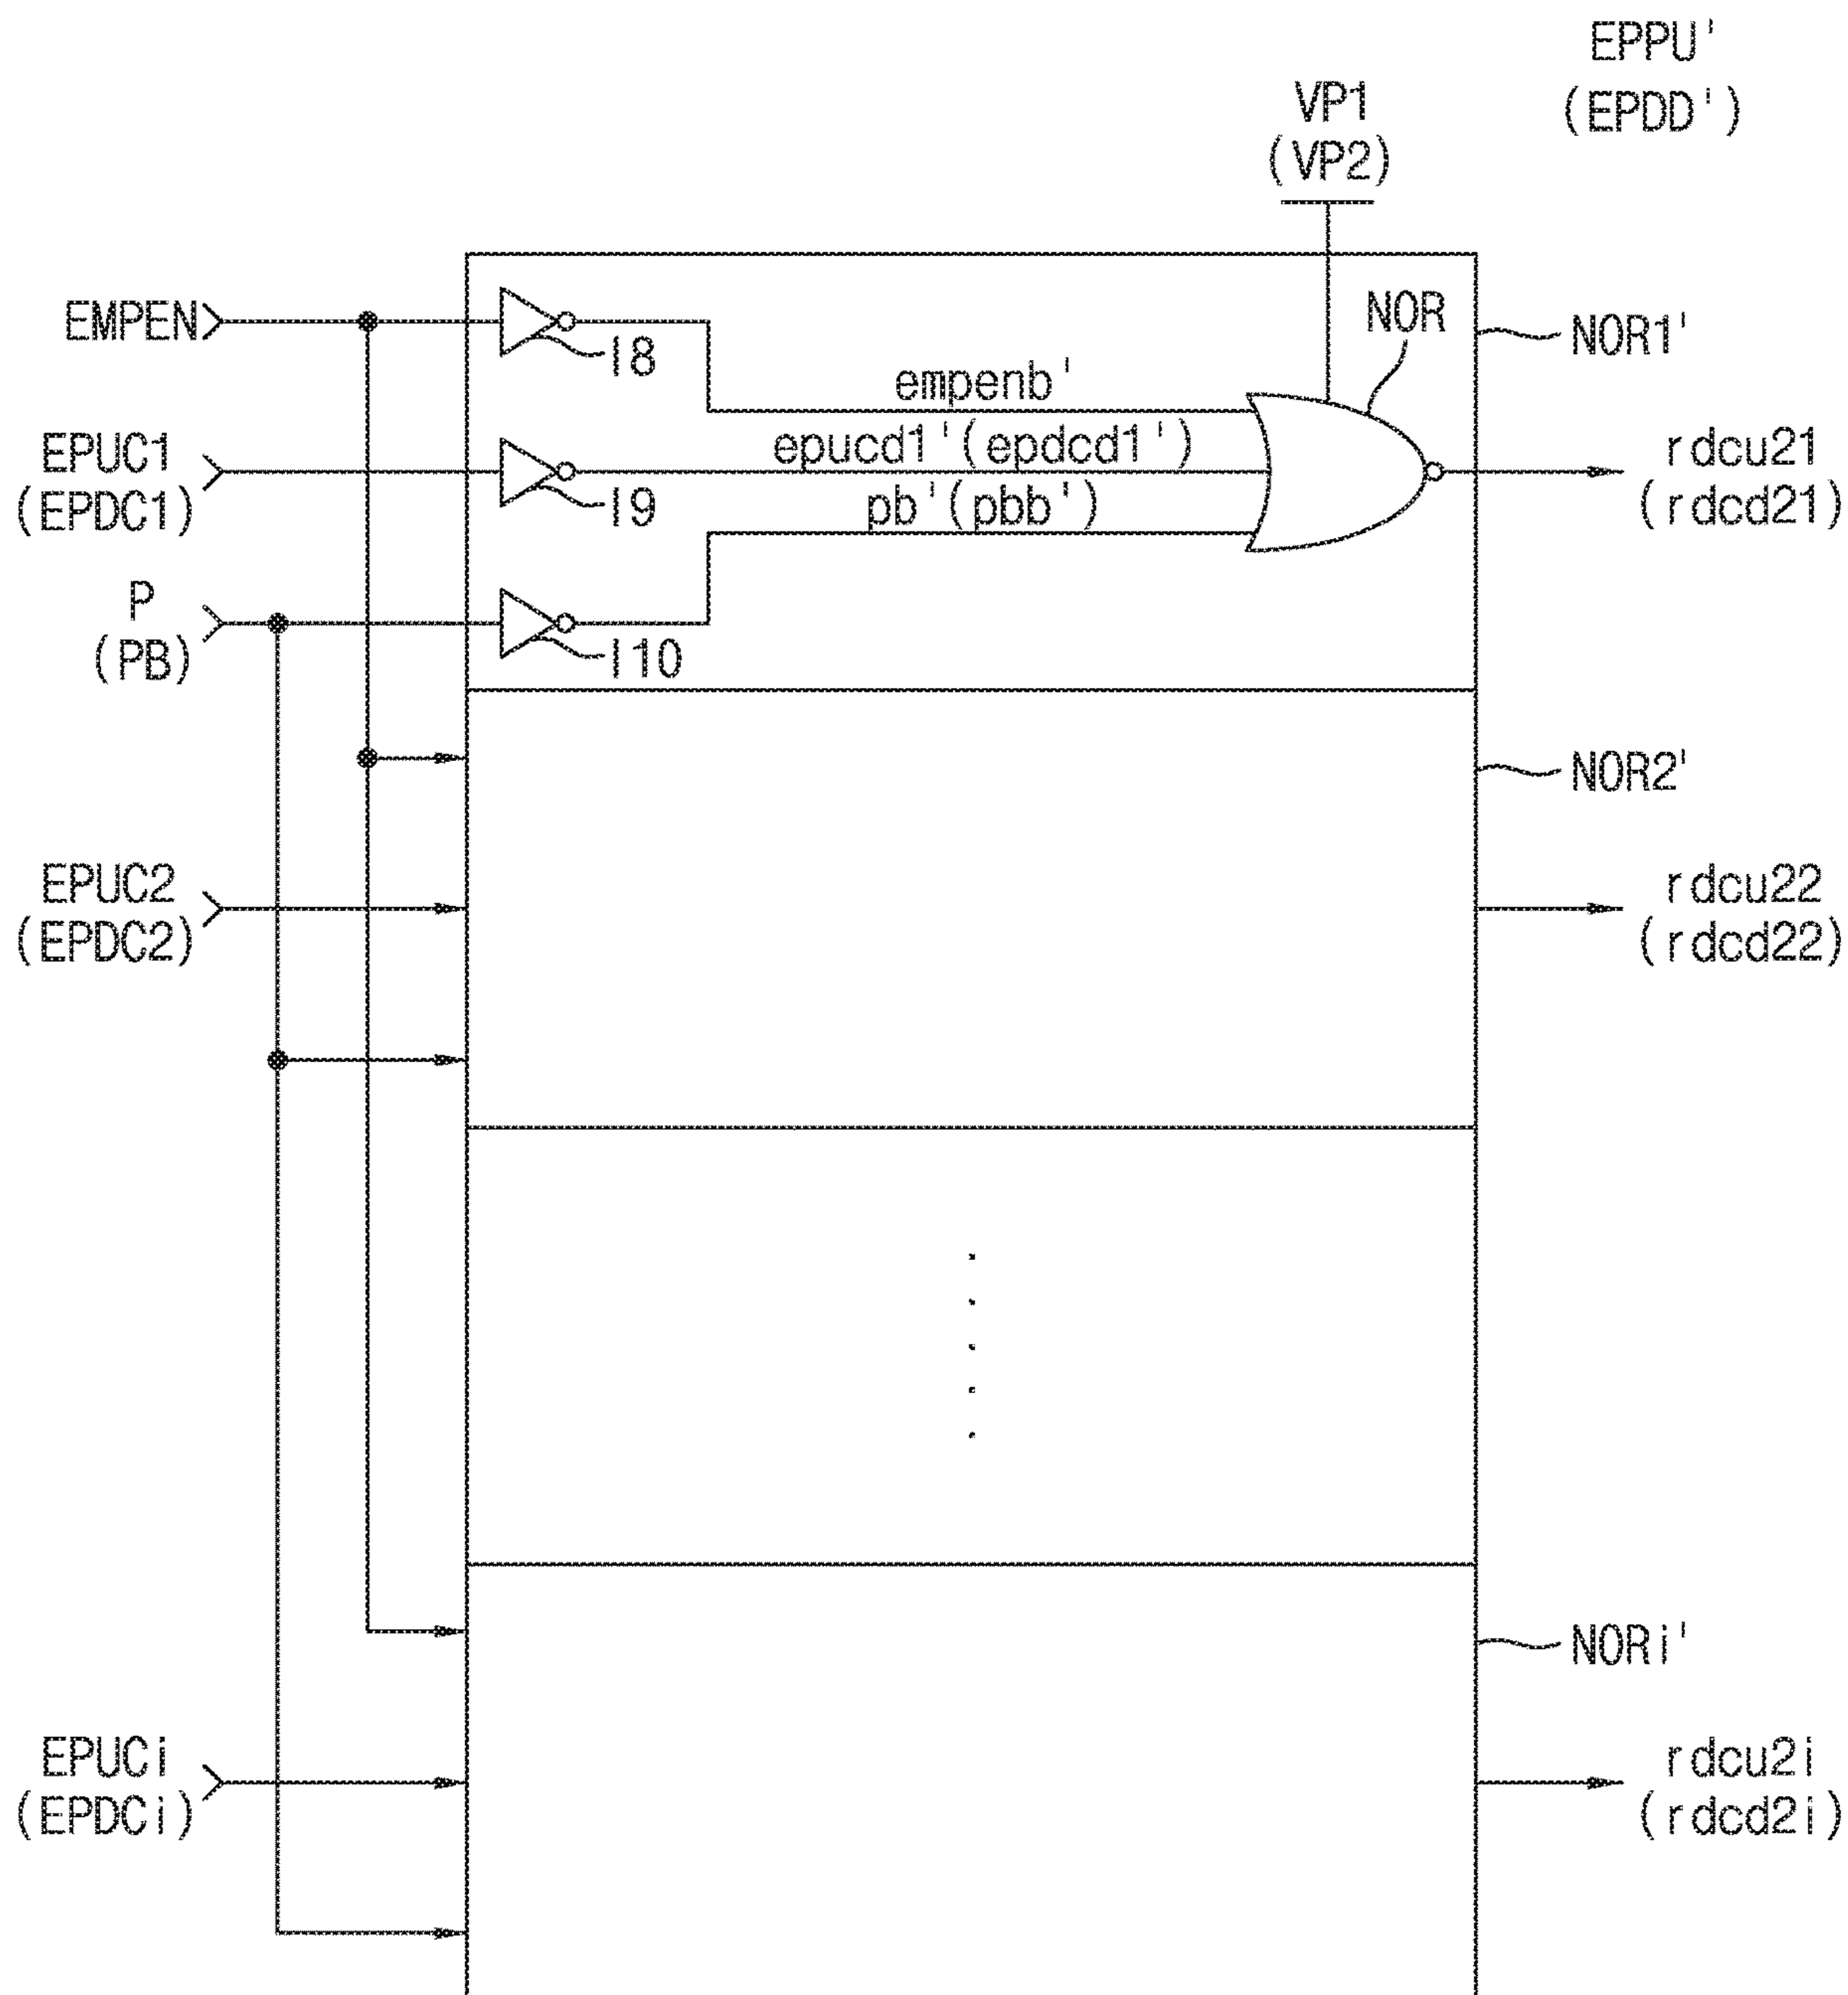 EPPU'
(EPDD')
VP1
(VP2)
EMPEN
I8
NOR
NOR1'
empenb'
EPUC1
(EPDC1)
I9
epucd1'(epdcd1')
rdcu21
(rdcd21)
pb'(pbb')
P
(PB)
I10
NOR2'
EPUC2
(EPDC2)
rdcu22
(rdcd22)
NORi'
EPUCi
(EPDCi)
rdcu2i
(rdcd2i)